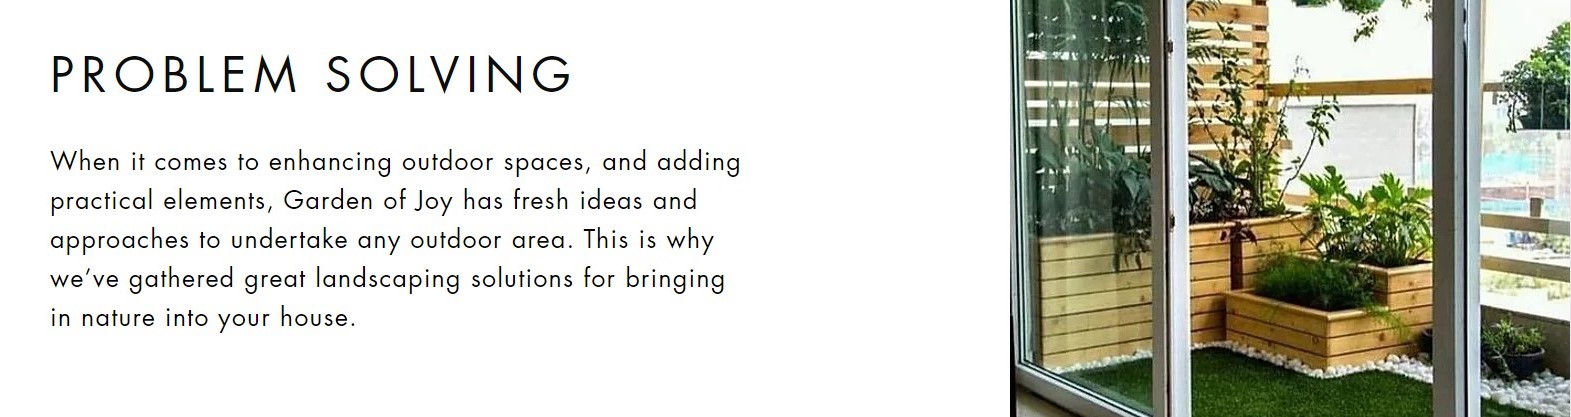 PROBLEM SOLVING
When it comes to enhancing outdoor spaces, and adding
practical elements, Garden of Joy has fresh ideas and
approaches to undertake any outdoor area. This is why
we’ve gathered great landscaping solutions for bringing
in nature into your house.